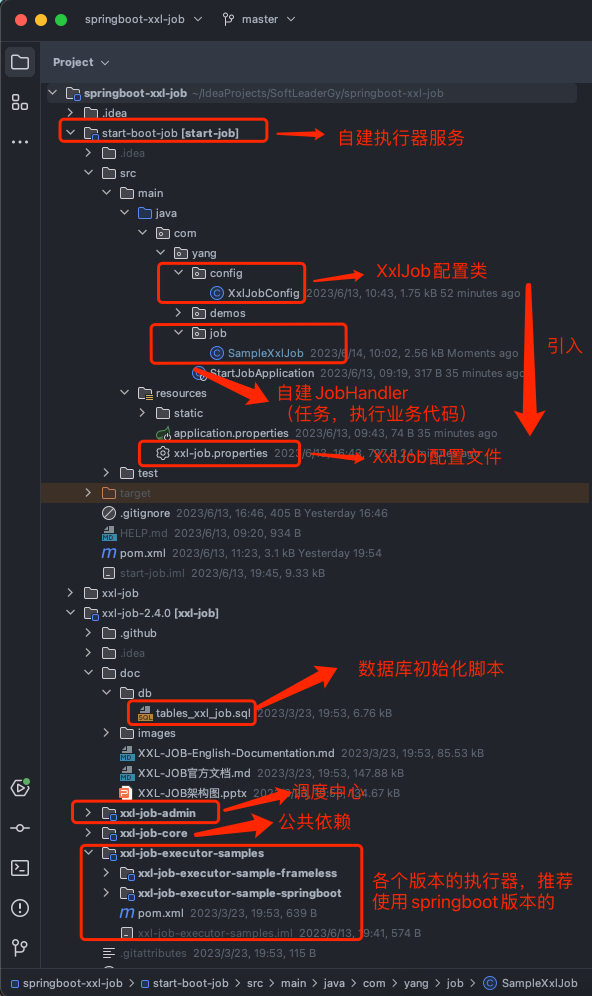 springboot-xxl-job master
Project
springboot-xxl-job ~/IdeaProjects/SoftLeaderGy/springboot-xxl-job
.idea
start-boot-job [start-job]
自建执行器服务
.idea
src
main
java
com
yang
config
XxlJob配置类
XxlJobConfig 2023/6/13, 10:43, 1.75 kB 52 minutes ago
demos
job
引入
SampleXxlJob 2023/6/14, 10:02, 2.56 kB Moments ago
StartJobApplication 2023/6/13, 09:19, 317 B 35 minutes ago
resources
自建JobHandler
（任务，执行业务代码）
static
application.properties 2023/6/13, 09:43, 74 B 35 minutes ago
xxl-job.properties 2023/6/13, 16:48,
XxlJob配置文件
test
target
.gitignore 2023/6/13, 16:46, 405 B Yesterday 16:46
HELP.md 2023/6/13, 09:20, 934 B
pom.xml 2023/6/13, 11:23, 3.1 kB Yesterday 19:54
start-job.iml 2023/6/13, 19:45, 9.33 kB
xxl-job
xxl-job-2.4.0 [xxl-job]
.github
.idea
doc
数据库初始化脚本
db
tables_xxl_job.sql 2023/3/23, 19:53, 6.76 kB
images
XXL-JOB-English-Documentation.md 2023/3/23, 19:53, 85.53 kB
XXL-JOB官方文档.md 2023/3/23, 19:53, 147.88 kB
XXL-JOB架构图.pptx
调度中心
xxl-job-admin
xxl-job-core
公共依赖
xxl-job-executor-samples
xxl-job-executor-sample-frameless
各个版本的执行器，推荐
使用springboot版本的
xxl-job-executor-sample-springboot
pom.xml 2023/3/23, 19:53, 639 B
xxl-job-executor-samples.iml 2023/6/13, 19:41, 574 B
.gitattributes 2023/3/23, 19:53, 115 B
springboot-xxl-job > start-boot-job > src > main > java > com > yang > job > SampleXxlJob